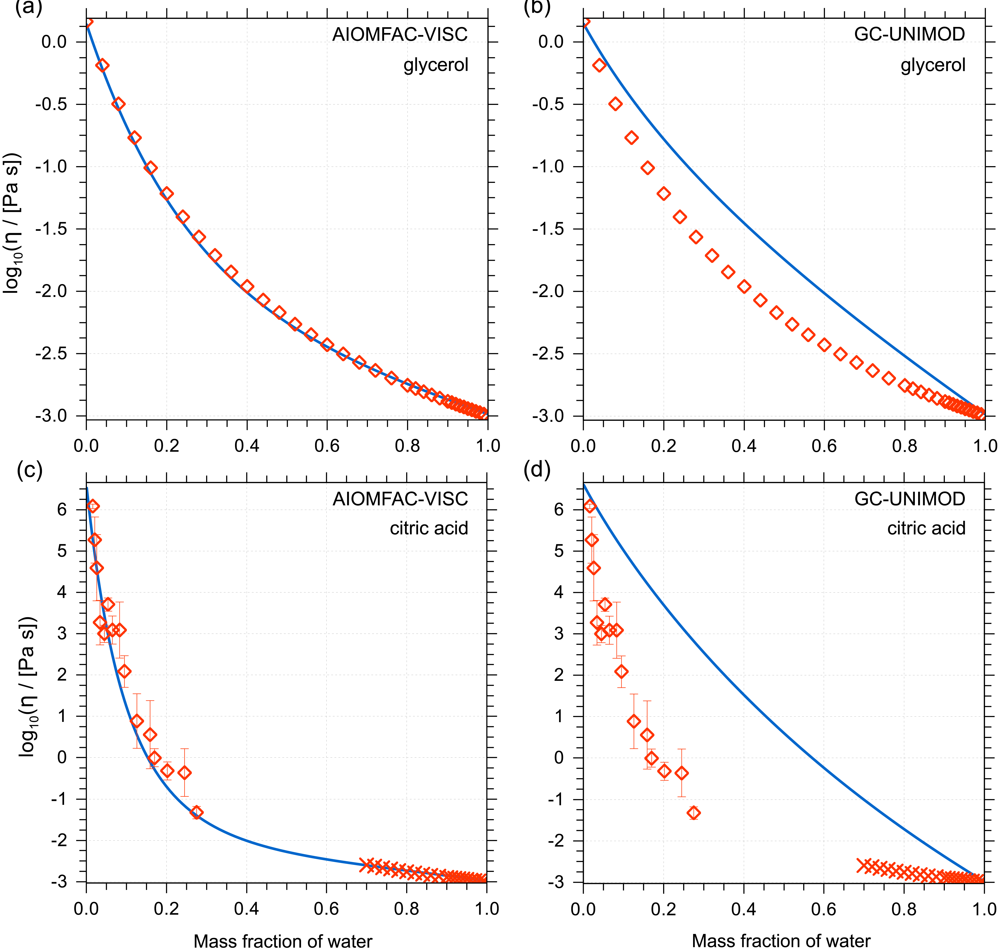 (a)
AIOMFAC-VISC
glycerol
0.0
-0.5
-1.0
-1.5
-2.0
-2.5
-3.0
log10(η / [Pa s])
0.0 0.2 0.4 0.6 0.8 1.0
(b)
GC-UNIMOD
glycerol
0.0
-0.5
-1.0
-1.5
-2.0
-2.5
-3.0
0.0 0.2 0.4 0.6 0.8 1.0
(c)
AIOMFAC-VISC
citric acid
6
5
4
3
2
1
0
-1
-2
-3
log10(η / [Pa s])
0.0 0.2 0.4 0.6 0.8 1.0
Mass fraction of water
(d)
GC-UNIMOD
citric acid
6
5
4
3
2
1
0
-1
-2
-3
0.0 0.2 0.4 0.6 0.8 1.0
Mass fraction of water